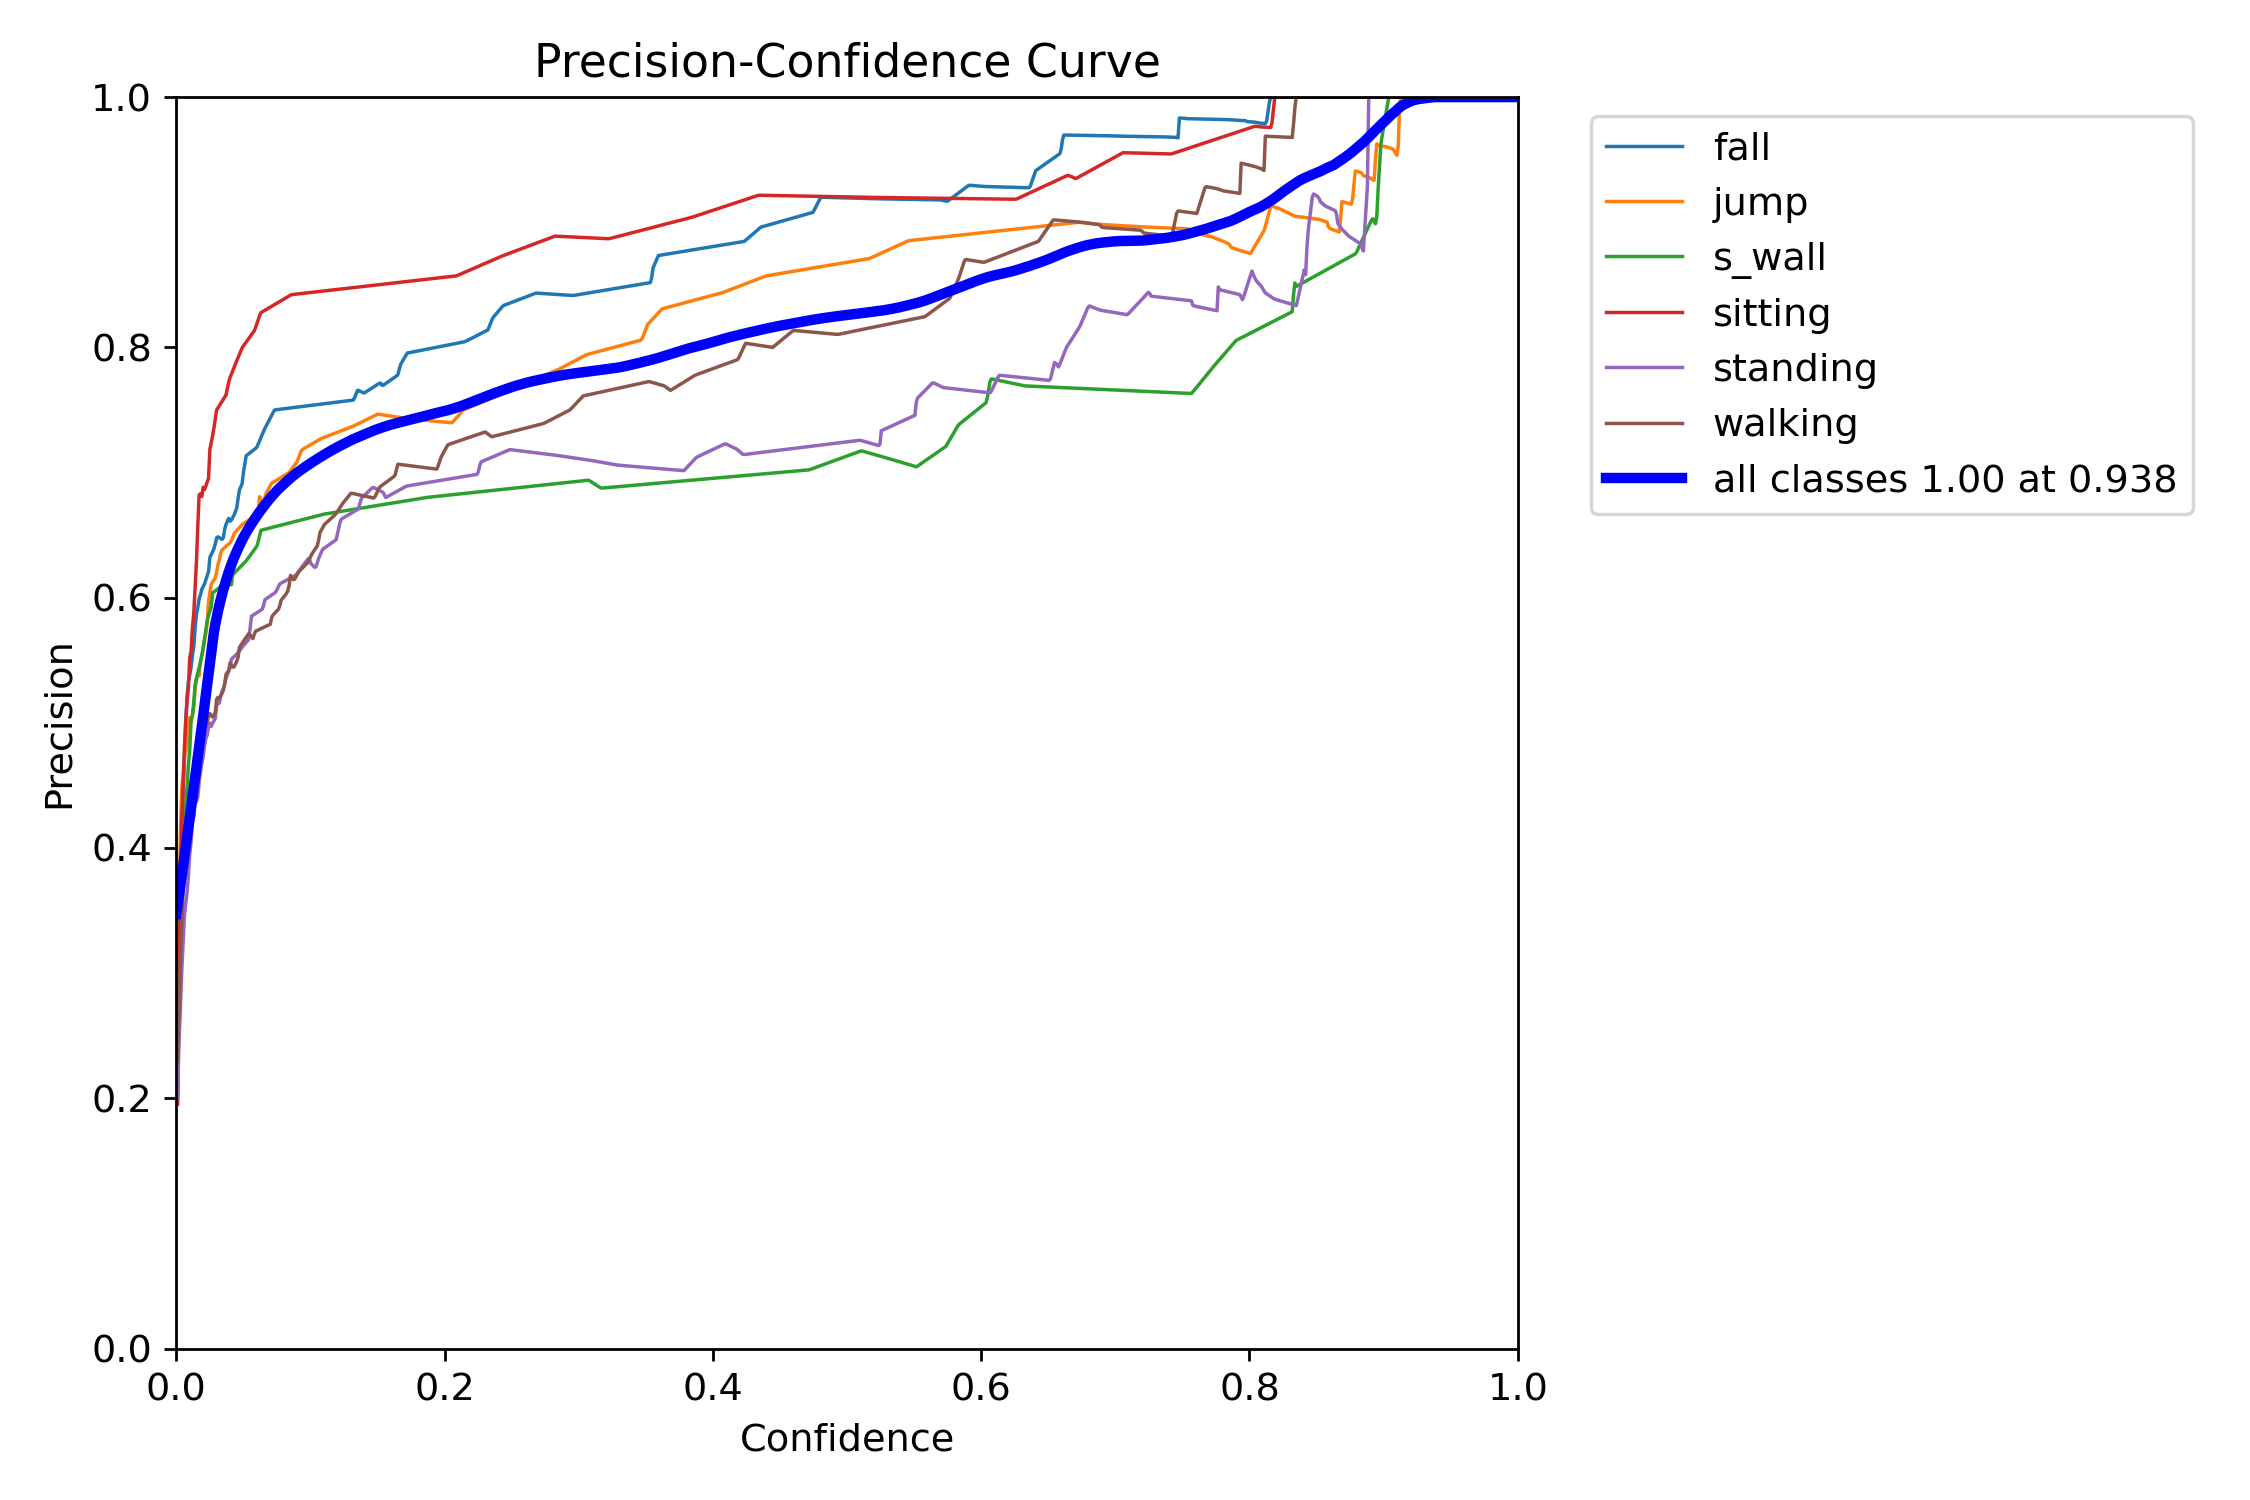 Precision-Confidence Curve
1.0
0.8
0.6
0.4
0.2
0.0
Precision
0.0 0.2 0.4 0.6 0.8 1.0
Confidence
fall
jump
s_wall
sitting
standing
walking
all classes 1.00 at 0.938